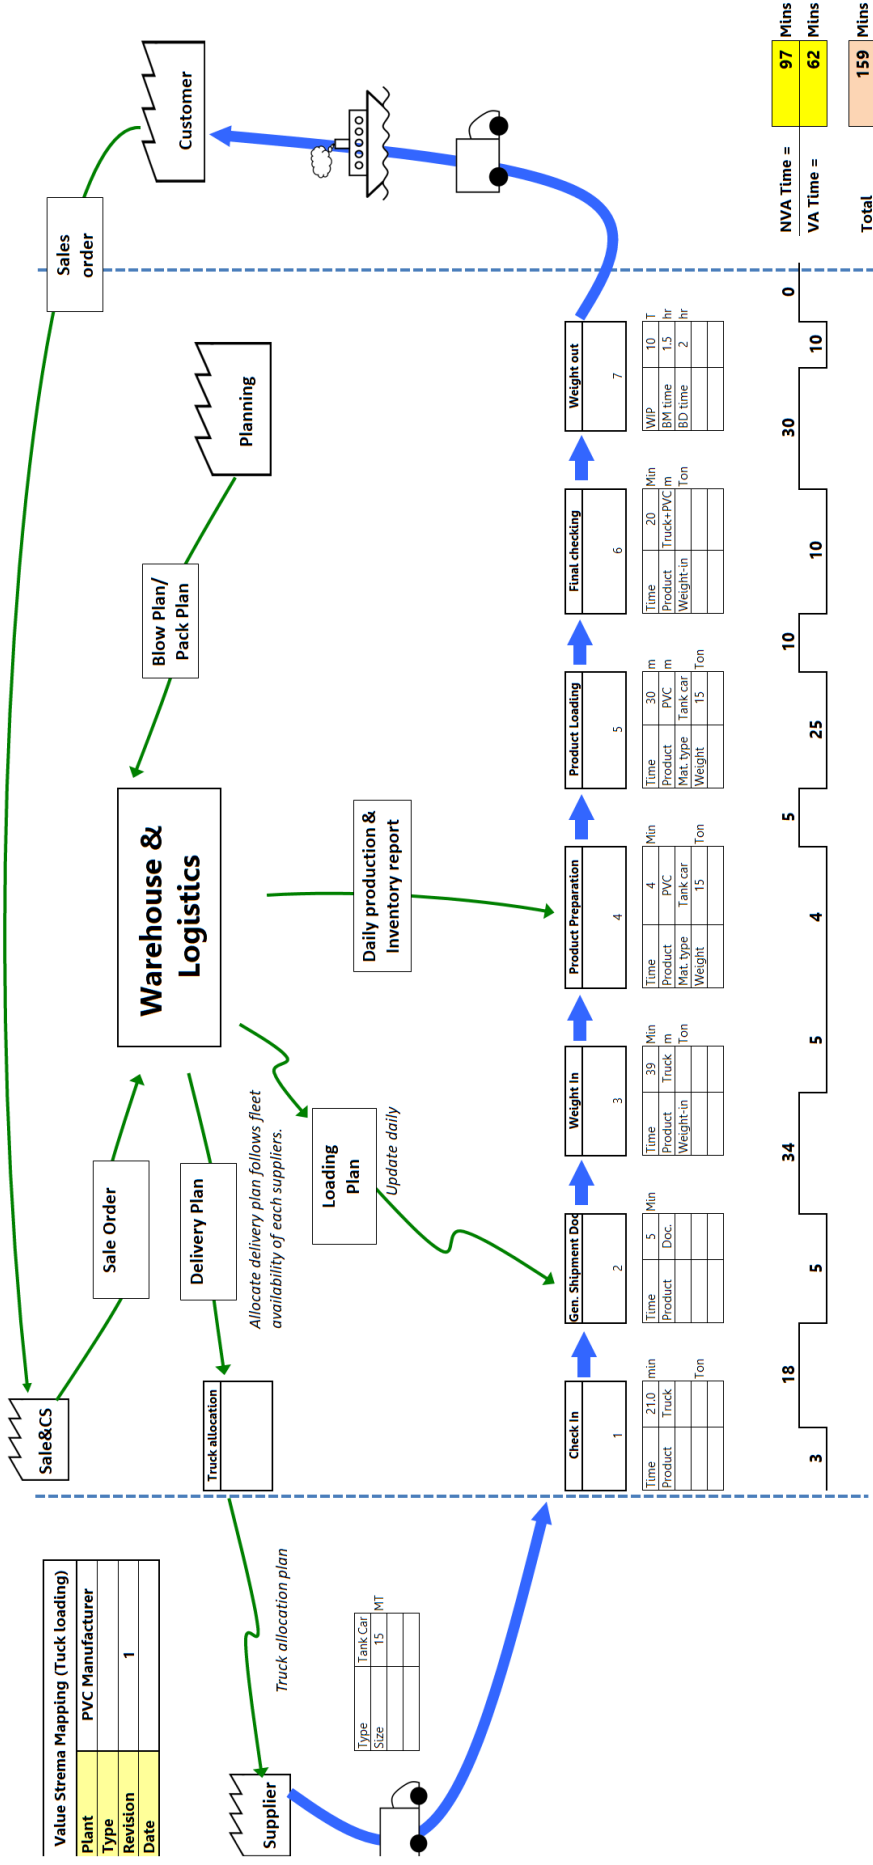 Value Strema Mapping (Tuck loading)
Plant PVC Manufacturer
Type
Revision 1
Date
Sale&CS
Sales
order
Customer
Sale Order
Warehouse &
Logistics
Blow Plan/
Pack Plan
Planning
Truck allocation
Delivery Plan
Allocate delivery plan follows fleet
availability of each suppliers.
Loading
Plan
Update daily
Daily production &
Inventory report
Supplier
Truck allocation plan
Type Tank Car
Size 15 MT
Check In
1
Time 21.0 min
Product Truck
Ton
Gen. Shipment Doc
2
Time 5 Min
Product Doc.
Weight In
3
Time 39 Min
Product Truck m
Weight-in Ton
Product Preparation
4
Time 4 Min
Product PVC
Mat. type Tank car
Weight 15 Ton
Product Loading
5
Time 30 m
Product PVC m
Mat. type Tank car
Weight 15 Ton
Final checking
6
Time 20 Min
Product Truck+PVC m
Weight-in Ton
Weight out
7
WIP 10 T
BM time 1.5 hr
BD time 2 hr
18 34 5 5 10 30 0
3 5 4 25 10 10
NVA Time = 97 Mins
VA Time = 62 Mins
Total 159 Mins